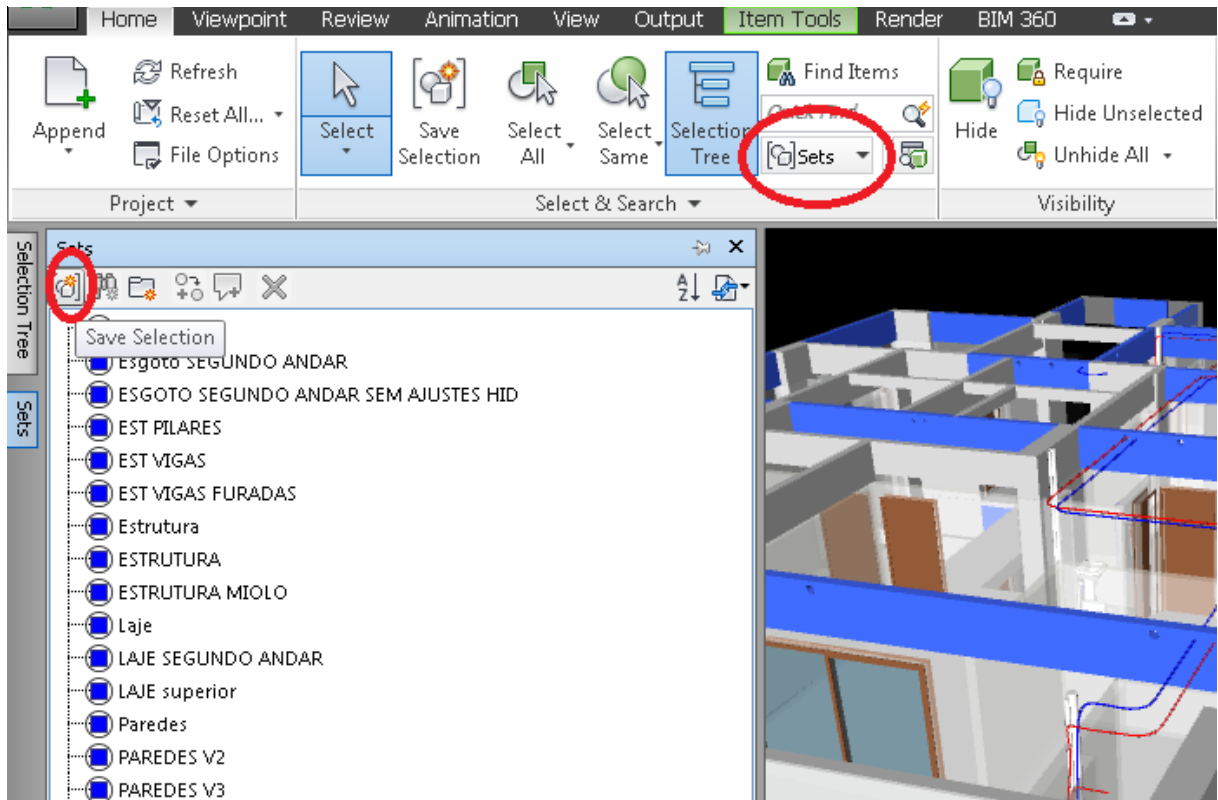 Home Viewpoint Review Animation View Output Item Tools Render BIM 360
Append
Refresh
Reset All...
File Options
Project
Select
Save Selection
Select All
Select Same
Selection Tree
Find Items
Quick Find
Sets
Select & Search
Hide
Require
Hide Unselected
Unhide All
Visibility
Selection Tree
Sets
Sets
Save Selection
Esgoto SEGUNDO ANDAR
ESGOTO SEGUNDO ANDAR SEM AJUSTES HID
EST PILARES
EST VIGAS
EST VIGAS FURADAS
Estrutura
ESTRUTURA
ESTRUTURA MIOLO
Laje
LAJE SEGUNDO ANDAR
LAJE superior
Paredes
PAREDES V2
PAREDES V3